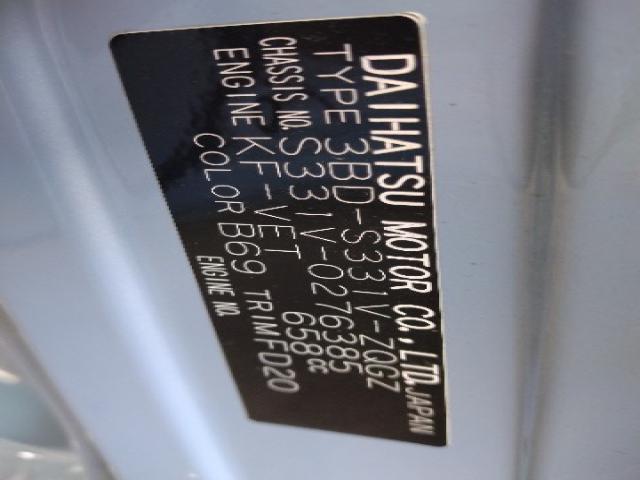 DAIHATSU MOTOR CO., LTD. JAPAN
TYPE 3BD-S331V-ZQGZ
CHASSIS NO. S331V-0276385
ENGINE KF-VET 658cc
COLOR B69 TRIM FD20
ENGINE NO.